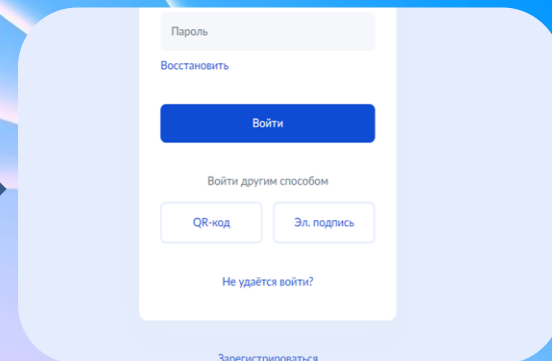 Пароль
Восстановить
Войти
Войти другим способом
QR-код
Эл. подпись
Не удаётся войти?
Зарегистрироваться